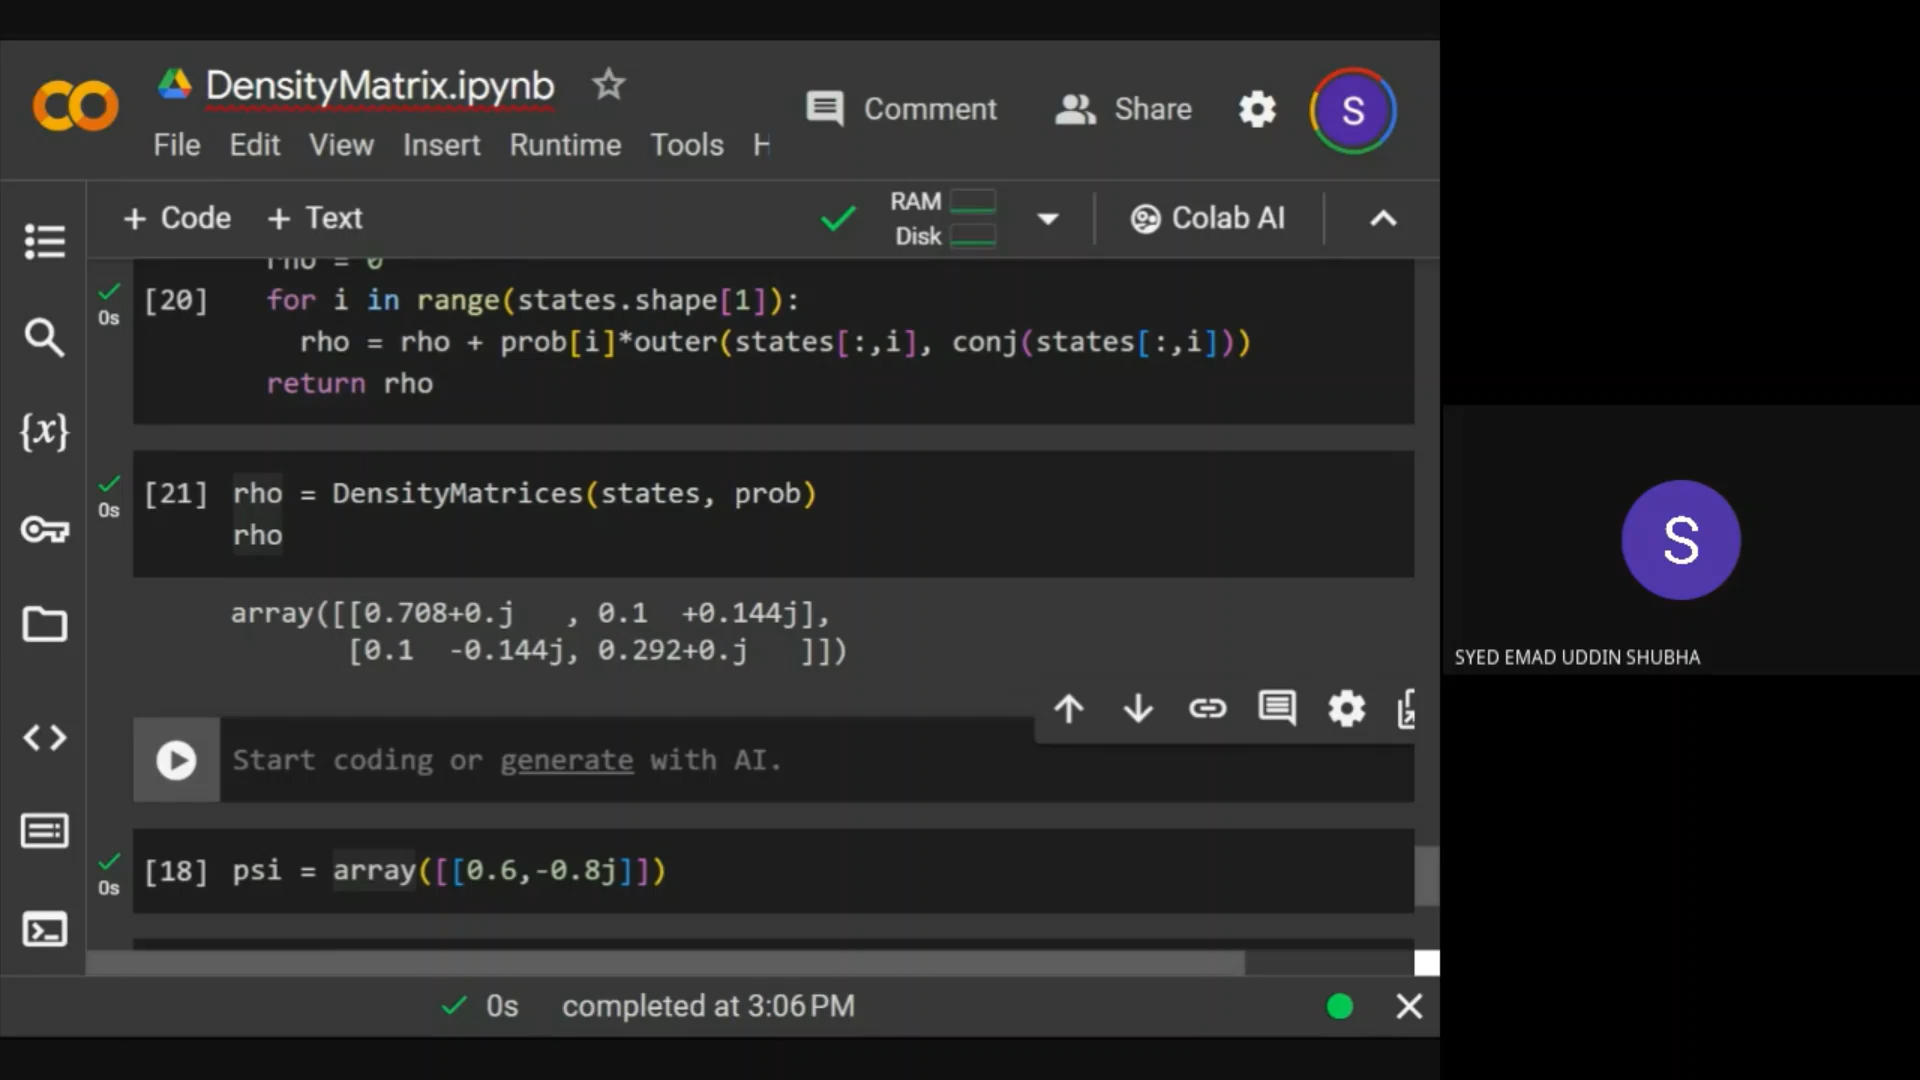 DensityMatrix.ipynb
Comment
Share
S
File Edit View Insert Runtime Tools H
+ Code + Text
RAM
Disk
Colab AI
rho = 0
[20] for i in range(states.shape[1]):
0s
rho = rho + prob[i]*outer(states[:,i], conj(states[:,i]))
return rho
[21] rho = DensityMatrices(states, prob)
0s
rho
array([[0.708+0.j   , 0.1  +0.144j],
[0.1  -0.144j, 0.292+0.j   ]])
Start coding or generate with AI.
[18] psi = array([[0.6,-0.8j]])
0s
0s completed at 3:06 PM
S
SYED EMAD UDDIN SHUBHA
{x}